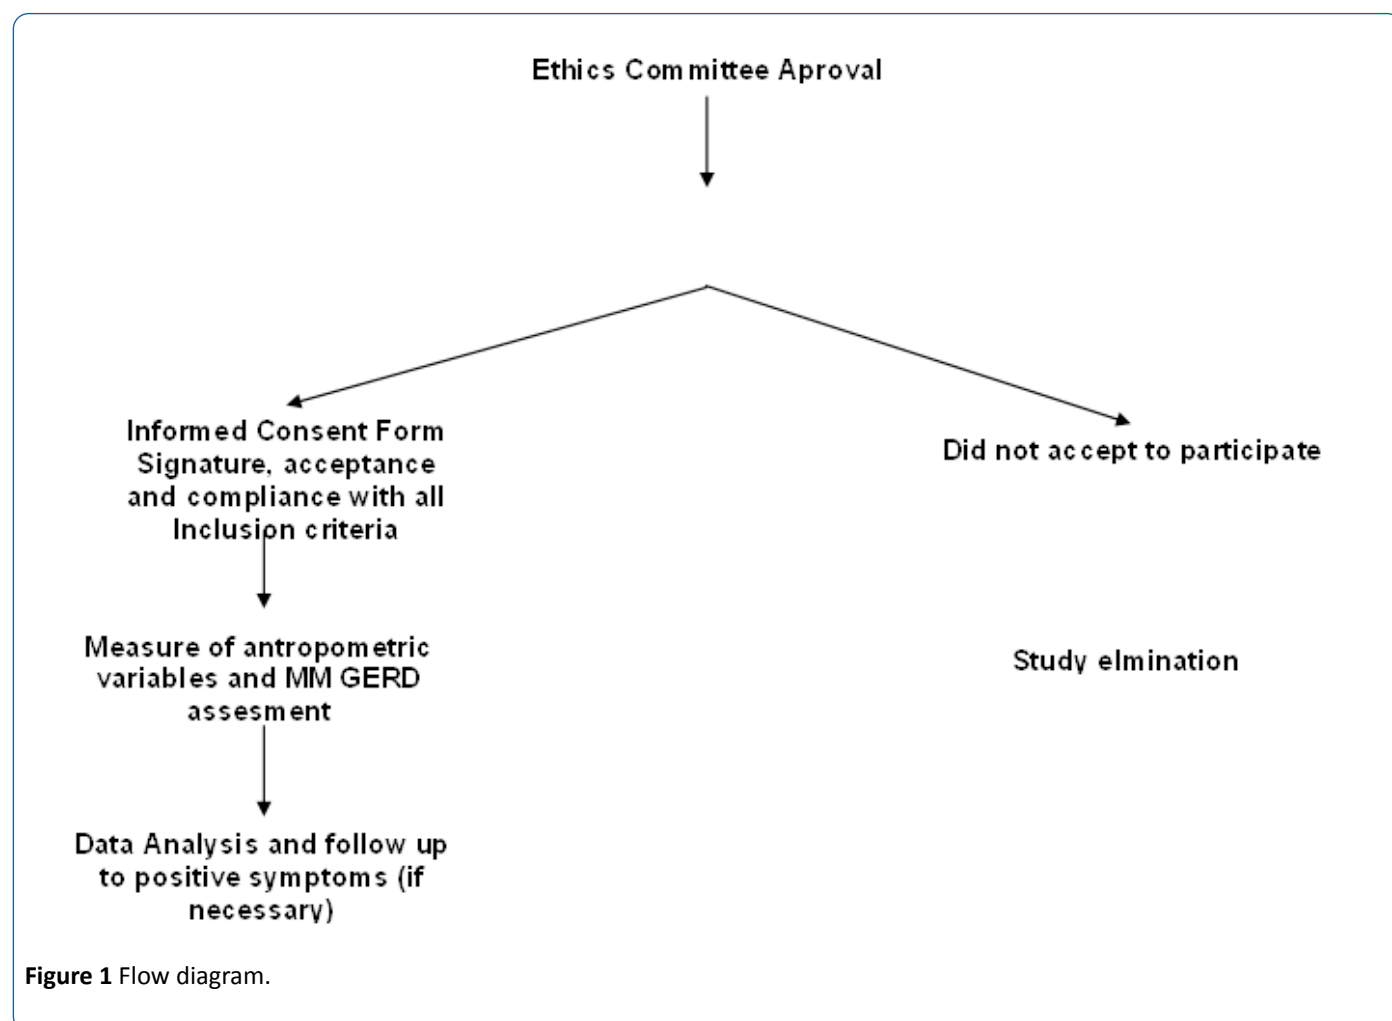 Ethics Committee Aproval
Informed Consent Form
Signature, acceptance
and compliance with all
Inclusion criteria
Did not accept to participate
Measure of antropometric
variables and MM GERD
assesment
Study elmination
Data Analysis and follow up
to positive symptoms (if
necessary)
Figure 1 Flow diagram.